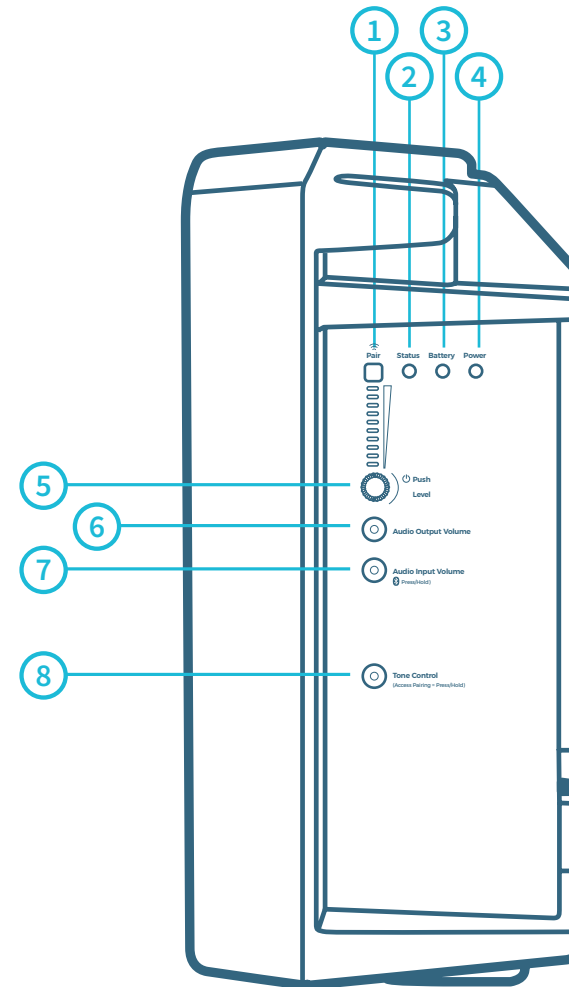 1
3
2
4
Pair Status Battery Power
5
Push
Level
6
Audio Output Volume
7
Audio Input Volume
Press/Hold)
8
Tone Control
(Access Pairing = Press/Hold)